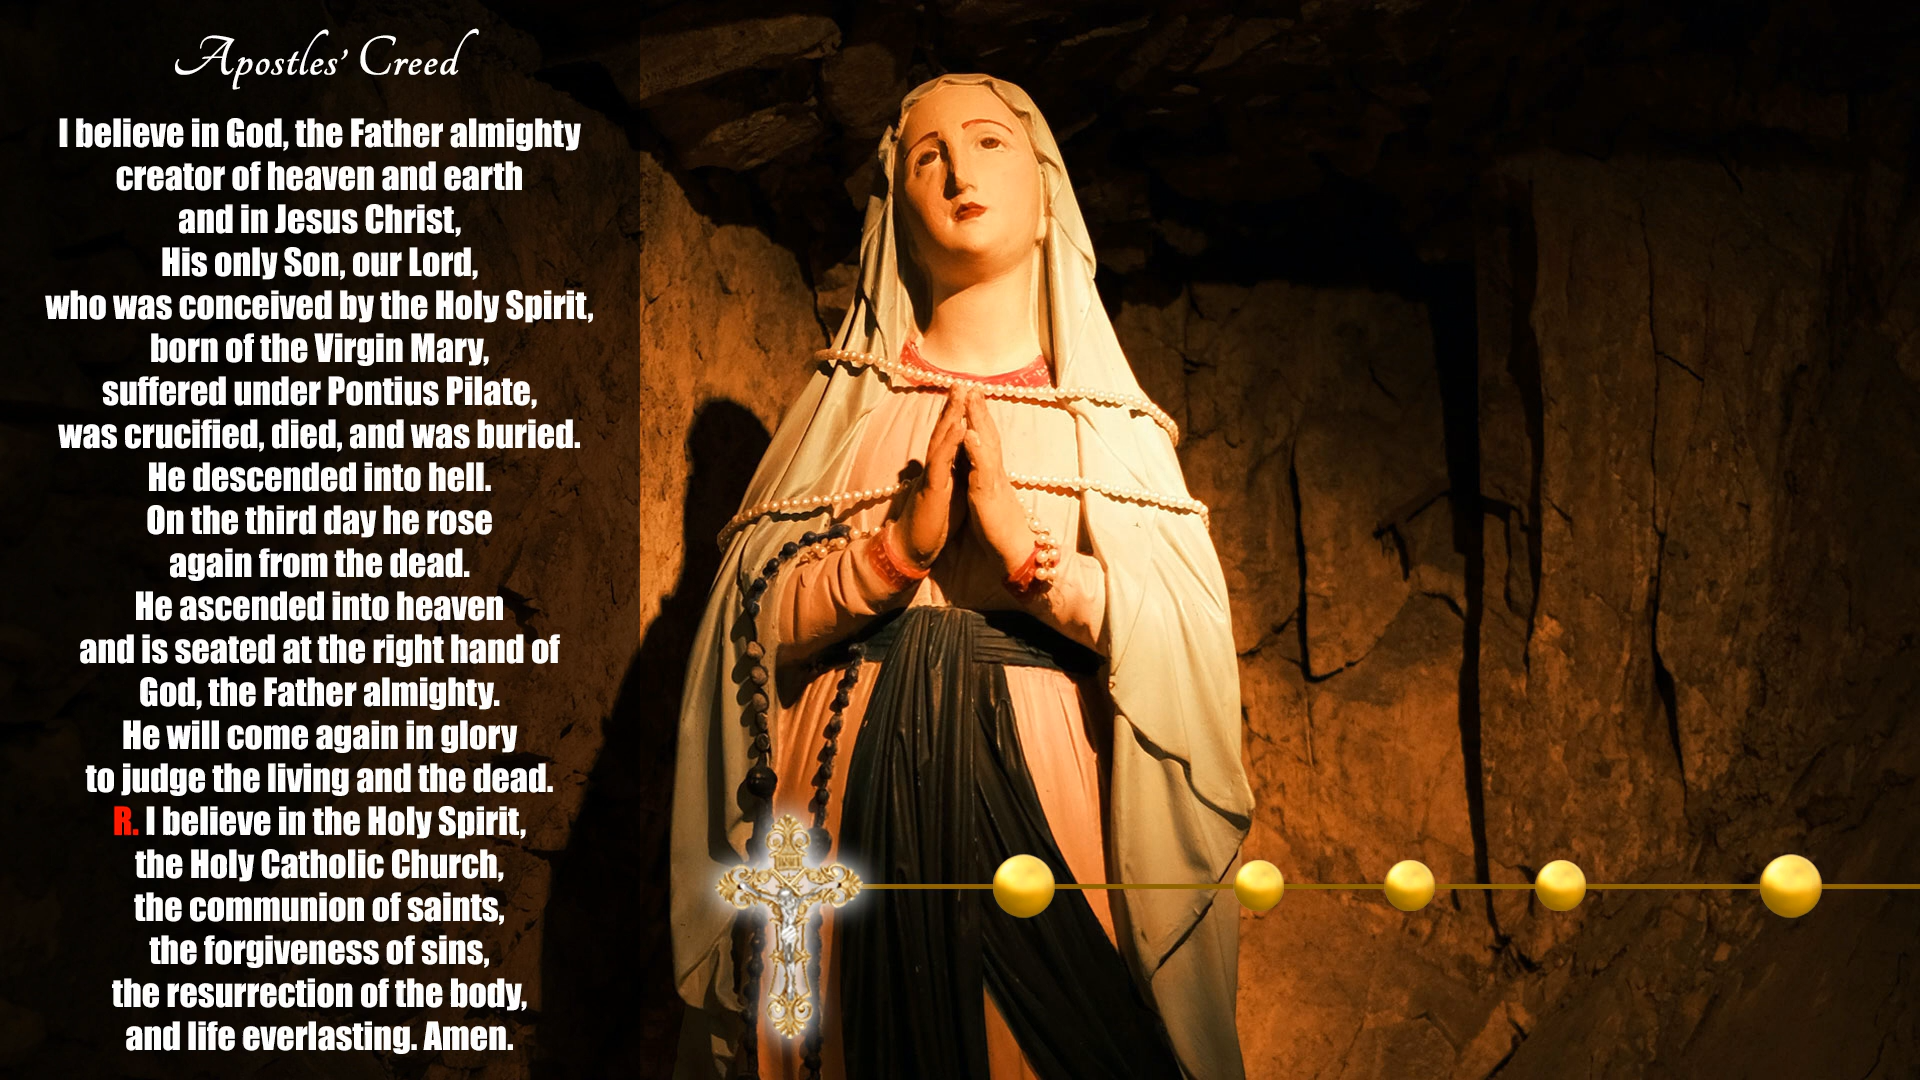 Apostles' Creed
I believe in God, the Father almighty
creator of heaven and earth
and in Jesus Christ,
His only Son, our Lord,
who was conceived by the Holy Spirit,
born of the Virgin Mary,
suffered under Pontius Pilate,
was crucified, died, and was buried.
He descended into hell.
On the third day he rose
again from the dead.
He ascended into heaven
and is seated at the right hand of
God, the Father almighty.
He will come again in glory
to judge the living and the dead.
R. I believe in the Holy Spirit,
the Holy Catholic Church,
the communion of saints,
the forgiveness of sins,
the resurrection of the body,
and life everlasting. Amen.